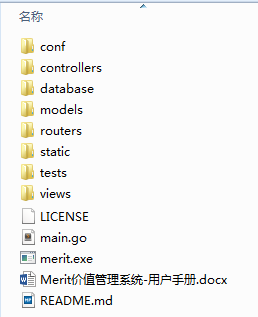 名称
conf
controllers
database
models
routers
static
tests
views
LICENSE
main.go
merit.exe
Merit价值管理系统-用户手册.docx
README.md